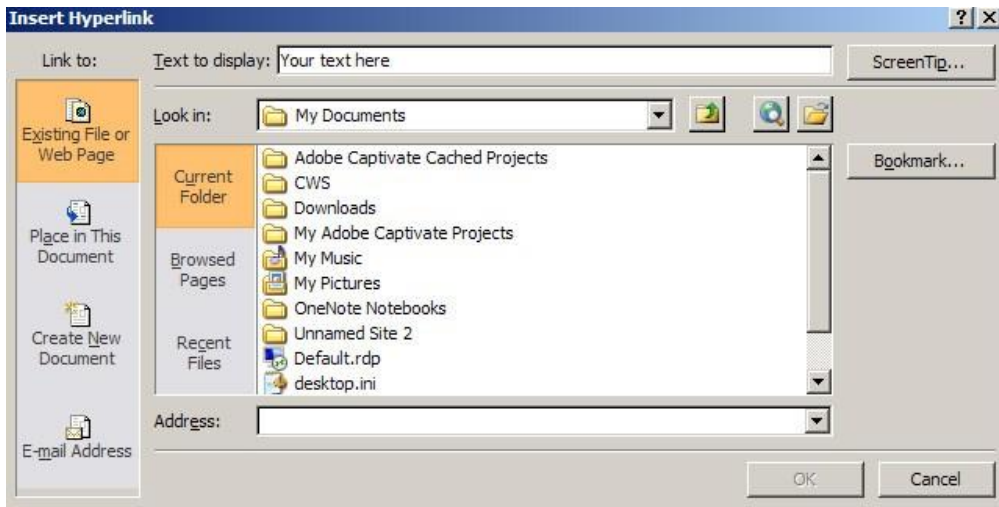 Insert Hyperlink
Link to:
Text to display: Your text here
ScreenTip...
Existing File or
Web Page
Look in: My Documents
Bookmark...
Place in This
Document
Create New
Document
E-mail Address
Current
Folder
Browsed
Pages
Recent
Files
Adobe Captivate Cached Projects
CWS
Downloads
My Adobe Captivate Projects
My Music
My Pictures
OneNote Notebooks
Unnamed Site 2
Default.rdp
desktop.ini
Address:
OK
Cancel